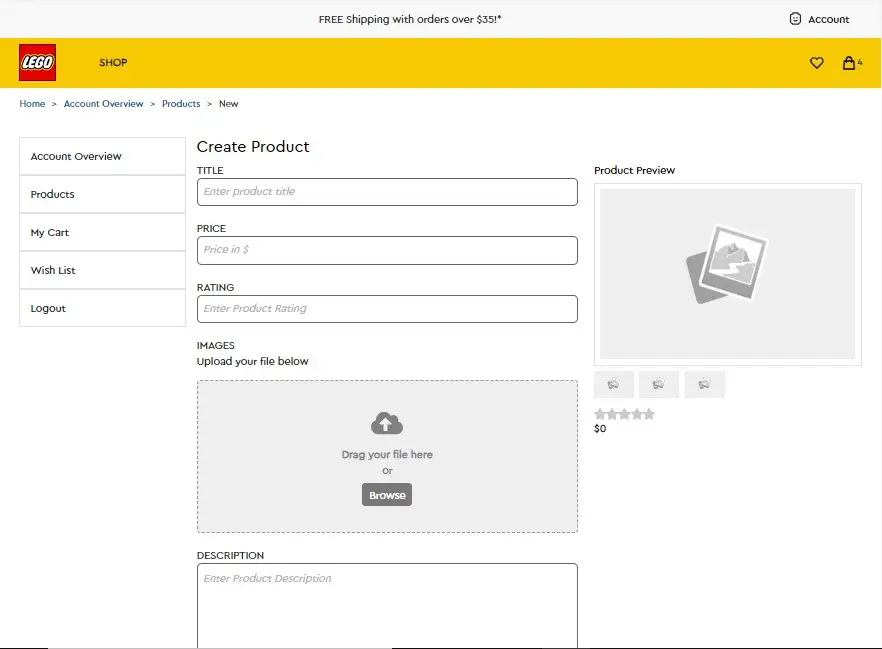 FREE Shipping with orders over $35!*
Account
LEGO
SHOP
4
Home > Account Overview > Products > New
Account Overview
Products
My Cart
Wish List
Logout
Create Product
TITLE
Enter product title
PRICE
Price in $
RATING
Enter Product Rating
IMAGES
Upload your file below
Drag your file here
Or
Browse
DESCRIPTION
Enter Product Description
Product Preview
$0